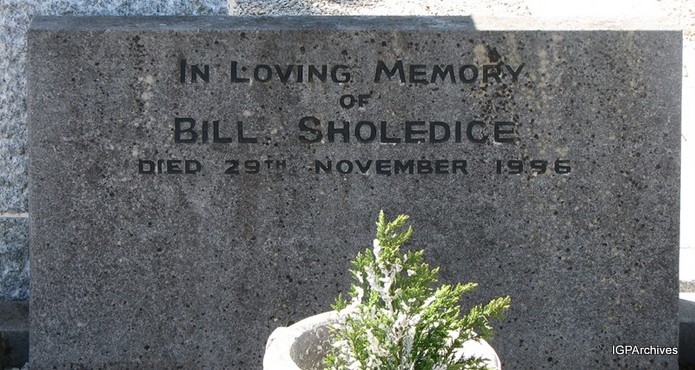 In Loving Memory
OF
BILL SHOLEDICE
DIED 29TH NOVEMBER 1996
IGPArchives